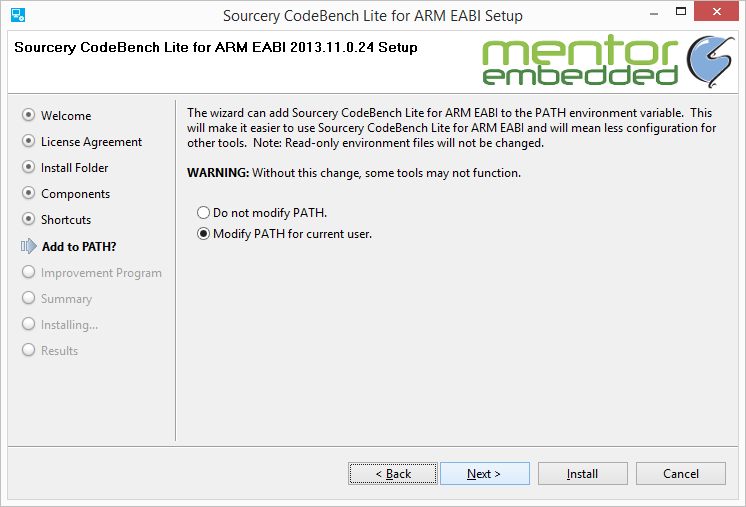 Sourcery CodeBench Lite for ARM EABI Setup
Sourcery CodeBench Lite for ARM EABI 2013.11.0.24 Setup
mentor
embedded
Welcome
License Agreement
Install Folder
Components
Shortcuts
Add to PATH?
Improvement Program
Summary
Installing...
Results
The wizard can add Sourcery CodeBench Lite for ARM EABI to the PATH environment variable.  This
will make it easier to use Sourcery CodeBench Lite for ARM EABI and will mean less configuration for
other tools.  Note: Read-only environment files will not be changed.
WARNING: Without this change, some tools may not function.
Do not modify PATH.
Modify PATH for current user.
< Back
Next >
Install
Cancel